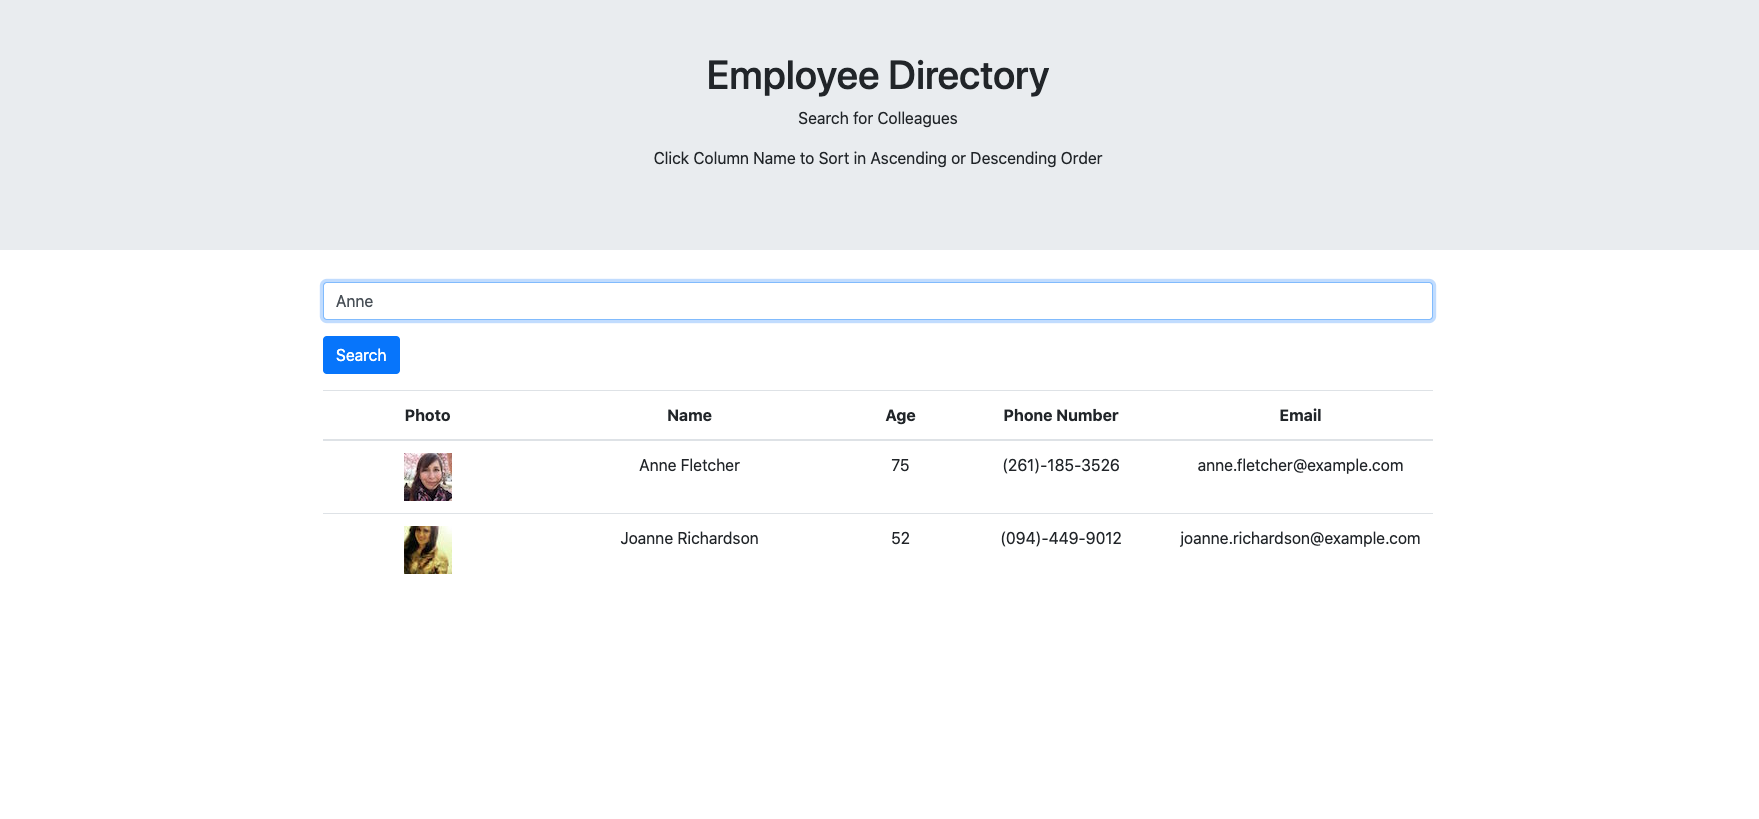 Employee Directory
Search for Colleagues
Click Column Name to Sort in Ascending or Descending Order
Anne
Search
Photo Name Age Phone Number Email
Anne Fletcher 75 (261)-185-3526 anne.fletcher@example.com
Joanne Richardson 52 (094)-449-9012 joanne.richardson@example.com